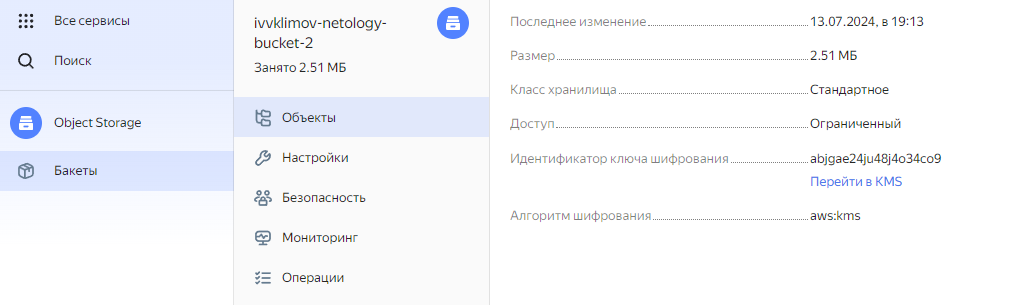 Все сервисы
Поиск
Object Storage
Бакеты
ivvklimov-netology-
bucket-2
Занято 2.51 МБ
Объекты
Настройки
Безопасность
Мониторинг
Операции
Последнее изменение 13.07.2024, в 19:13
Размер 2.51 МБ
Класс хранилища Стандартное
Доступ Ограниченный
Идентификатор ключа шифрования abjgae24ju48j4o34co9
Перейти в KMS
Алгоритм шифрования aws:kms